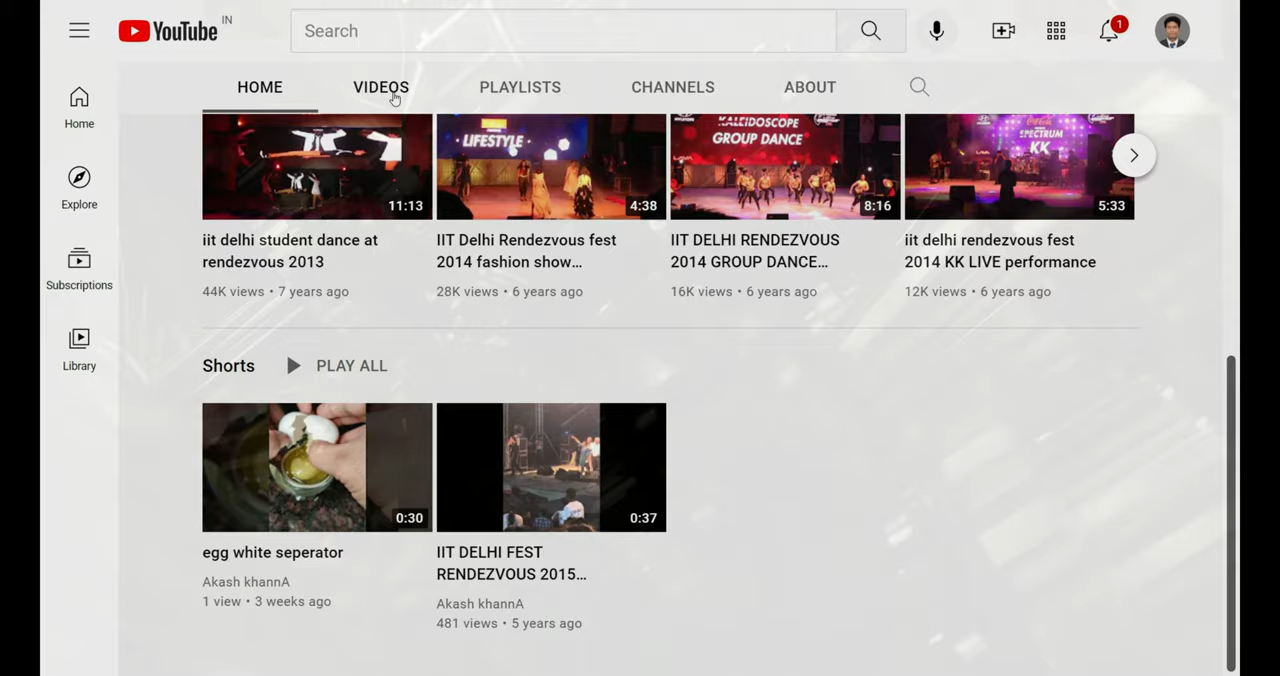 YouTube IN
Search
1
HOME VIDEOS PLAYLISTS CHANNELS ABOUT
Home
Explore
Subscriptions
Library
LIFESTYLE
KALEIDOSCOPE
GROUP DANCE
Coca-Cola
SPECTRUM
KK
11:13 4:38 8:16 5:33
iit delhi student dance at
rendezvous 2013
44K views • 7 years ago
IIT Delhi Rendezvous fest
2014 fashion show...
28K views • 6 years ago
IIT DELHI RENDEZVOUS
2014 GROUP DANCE...
16K views • 6 years ago
iit delhi rendezvous fest
2014 KK LIVE performance
12K views • 6 years ago
Shorts PLAY ALL
0:30 0:37
egg white seperator
Akash khannA
1 view • 3 weeks ago
IIT DELHI FEST
RENDEZVOUS 2015...
Akash khannA
481 views • 5 years ago